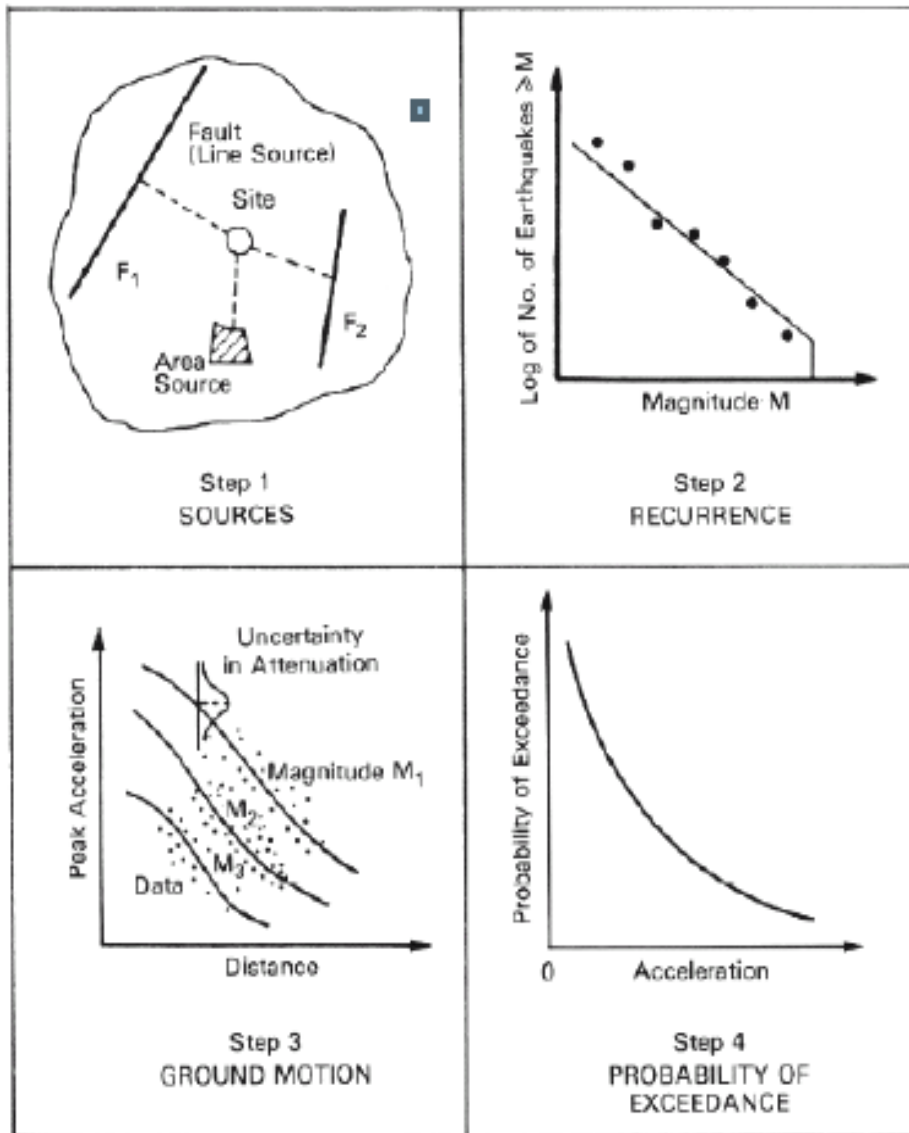 Fault
(Line Source)
Site
F1
F2
Area
Source
Step 1
SOURCES
Log of No. of Earthquakes ⩾ M
Magnitude M
Step 2
RECURRENCE
Uncertainty
in Attenuation
Peak Acceleration
Magnitude M1
M2
M3
Data
Distance
Step 3
GROUND MOTION
Probability of Exceedance
0
Acceleration
Step 4
PROBABILITY OF
EXCEEDANCE